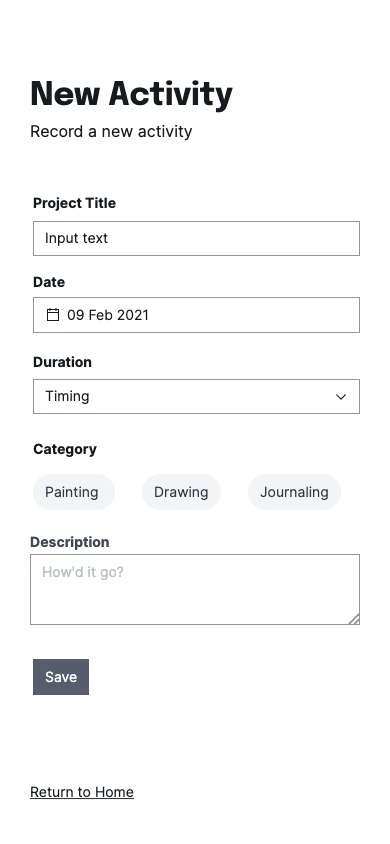 New Activity
Record a new activity
Project Title
Input text
Date
09 Feb 2021
Duration
Timing
Category
Painting Drawing Journaling
Description
How'd it go?
Save
Return to Home